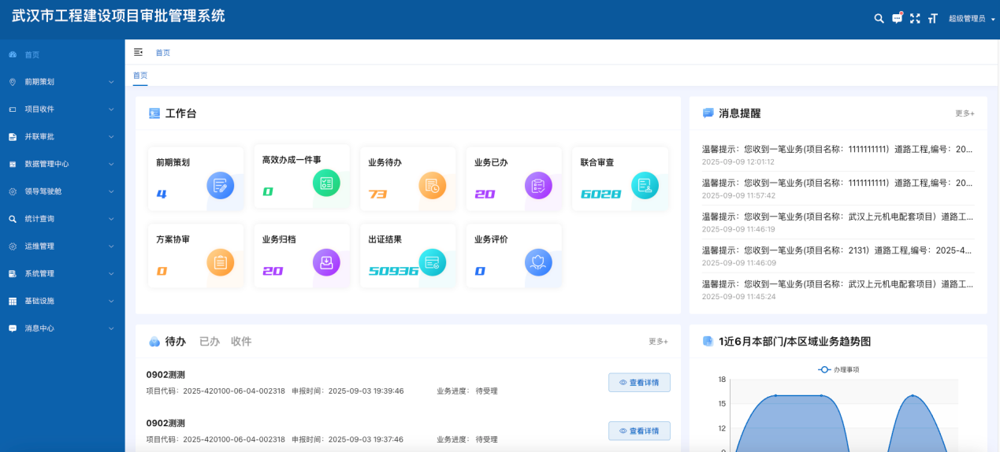 武汉市工程建设项目审批管理系统
超级管理员
首页
前期策划
项目收件
并联审批
数据管理中心
领导驾驶舱
统计查询
运维管理
系统管理
基础设施
消息中心
首页
首页
工作台
前期策划
4
高效办成一件事
0
业务待办
73
业务已办
20
联合审查
6028
方案协审
0
业务归档
20
出证结果
50936
业务评价
0
消息提醒
更多+
温馨提示：您收到一笔业务(项目名称：1111111111）道路工程,编号：20...
2025-09-09 12:01:12
温馨提示：您收到一笔业务(项目名称：1111111111）道路工程,编号：20...
2025-09-09 11:57:42
温馨提示：您收到一笔业务(项目名称：武汉上元机电配套项目）道路工...
2025-09-09 11:46:19
温馨提示：您收到一笔业务(项目名称：2131）道路工程,编号：2025-4...
2025-09-09 11:46:09
温馨提示：您收到一笔业务(项目名称：武汉上元机电配套项目）道路工...
2025-09-09 11:45:24
待办 已办 收件
更多+
0902测测
项目代码：2025-420100-06-04-002318 申报时间：2025-09-03 19:39:46 业务进度： 待受理
查看详情
0902测测
项目代码：2025-420100-06-04-002318 申报时间：2025-09-03 19:37:46 业务进度： 待受理
查看详情
1近6月本部门/本区域业务趋势图
办理事项
18
15
12
9